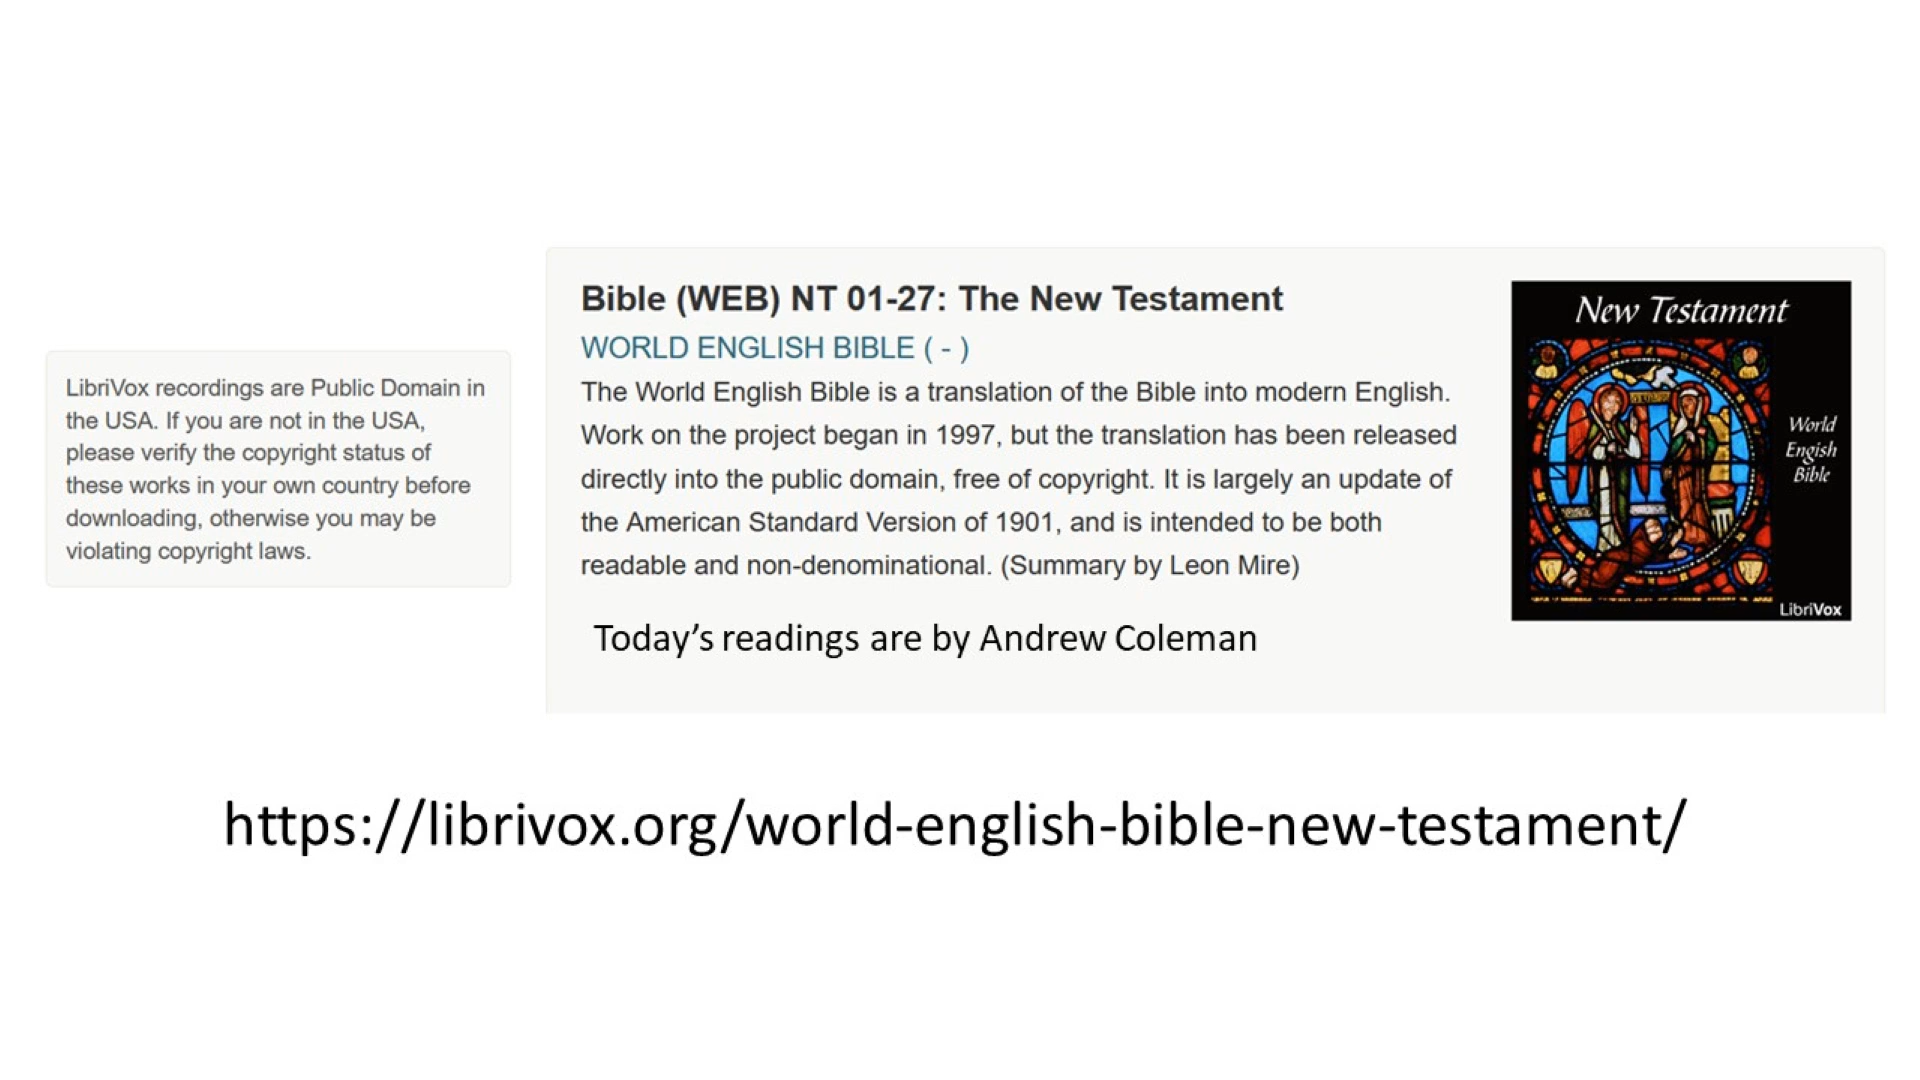 LibriVox recordings are Public Domain in
the USA. If you are not in the USA,
please verify the copyright status of
these works in your own country before
downloading, otherwise you may be
violating copyright laws.
Bible (WEB) NT 01-27: The New Testament
WORLD ENGLISH BIBLE ( - )
The World English Bible is a translation of the Bible into modern English.
Work on the project began in 1997, but the translation has been released
directly into the public domain, free of copyright. It is largely an update of
the American Standard Version of 1901, and is intended to be both
readable and non-denominational. (Summary by Leon Mire)
Today’s readings are by Andrew Coleman
New Testament
World
Engish
Bible
LibriVox
https://librivox.org/world-english-bible-new-testament/